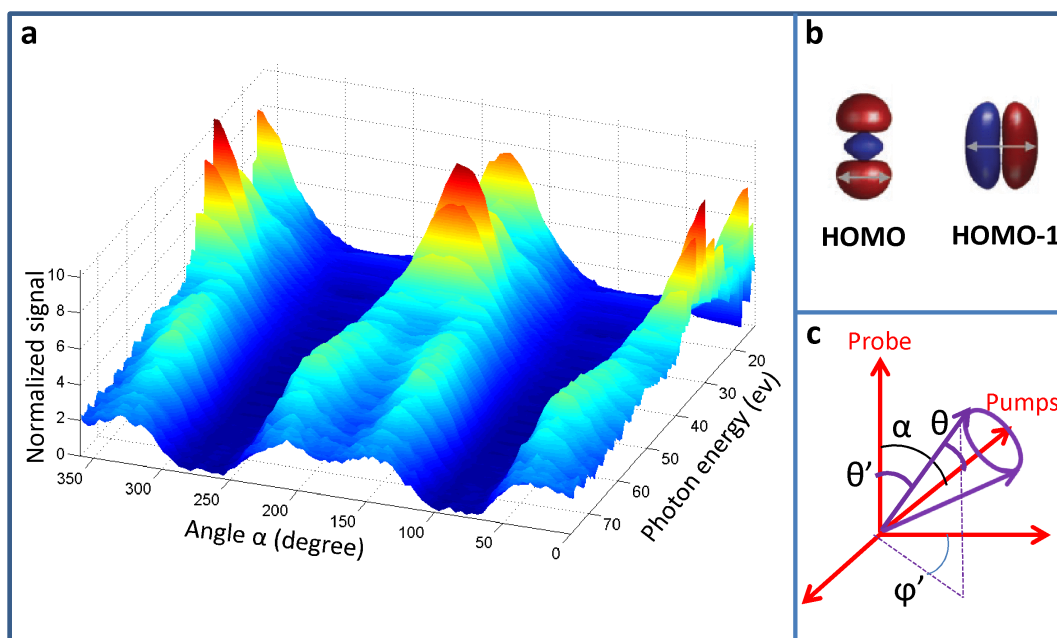 a
Normalized signal
10
8
6
4
2
0
350
300
250
200
150
100
50
0
Angle α (degree)
20
30
40
50
60
70
Photon energy (ev)
b
HOMO HOMO-1
c
Probe
Pumps
α θ
θ’
φ’